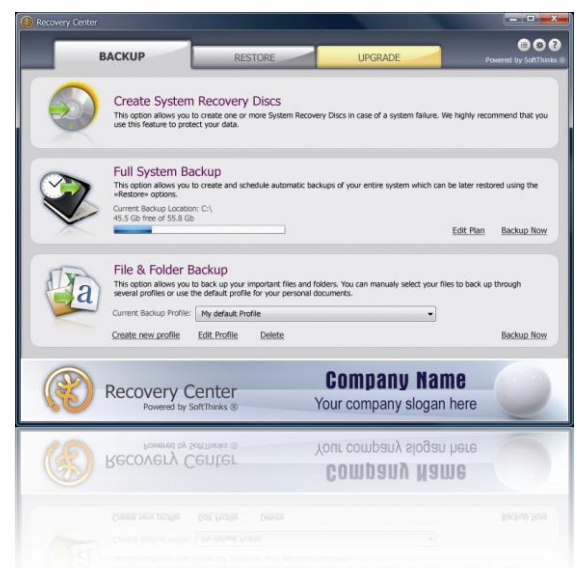 Recovery Center
BACKUP
RESTORE
UPGRADE
Powered by SoftThinks ®
Create System Recovery Discs
This option allows you to create one or more System Recovery Discs in case of a system failure. We highly recommend that you
use this feature to protect your data.
Full System Backup
This option allows you to create and schedule automatic backups of your entire system which can be later restored using the
«Restore» options.
Current Backup Location: C:\
45.5 Gb free of 55.8 Gb
Edit Plan Backup Now
File & Folder Backup
This option allows you to back up your important files and folders. You can manualy select your files to back up through
several profiles or use the default profile for your personal documents.
Current Backup Profile: My default Profile
Create new profile Edit Profile Delete Backup Now
Recovery Center
Powered by SoftThinks ®
Company Name
Your company slogan here